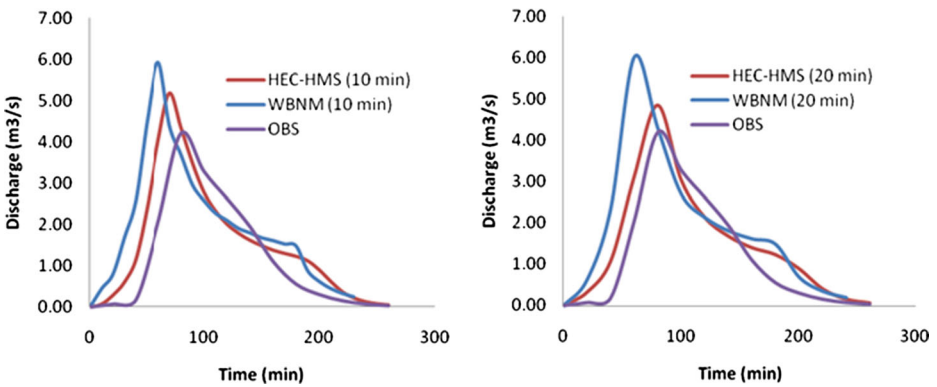 7.00
6.00
5.00
4.00
3.00
2.00
1.00
0.00
Discharge (m3/s)
HEC-HMS (10 min)
WBNM (10 min)
OBS
0
100
200
300
Time (min)
7.00
6.00
5.00
4.00
3.00
2.00
1.00
0.00
Discharge (m3/s)
HEC-HMS (20 min)
WBNM (20 min)
OBS
0
100
200
300
Time (min)